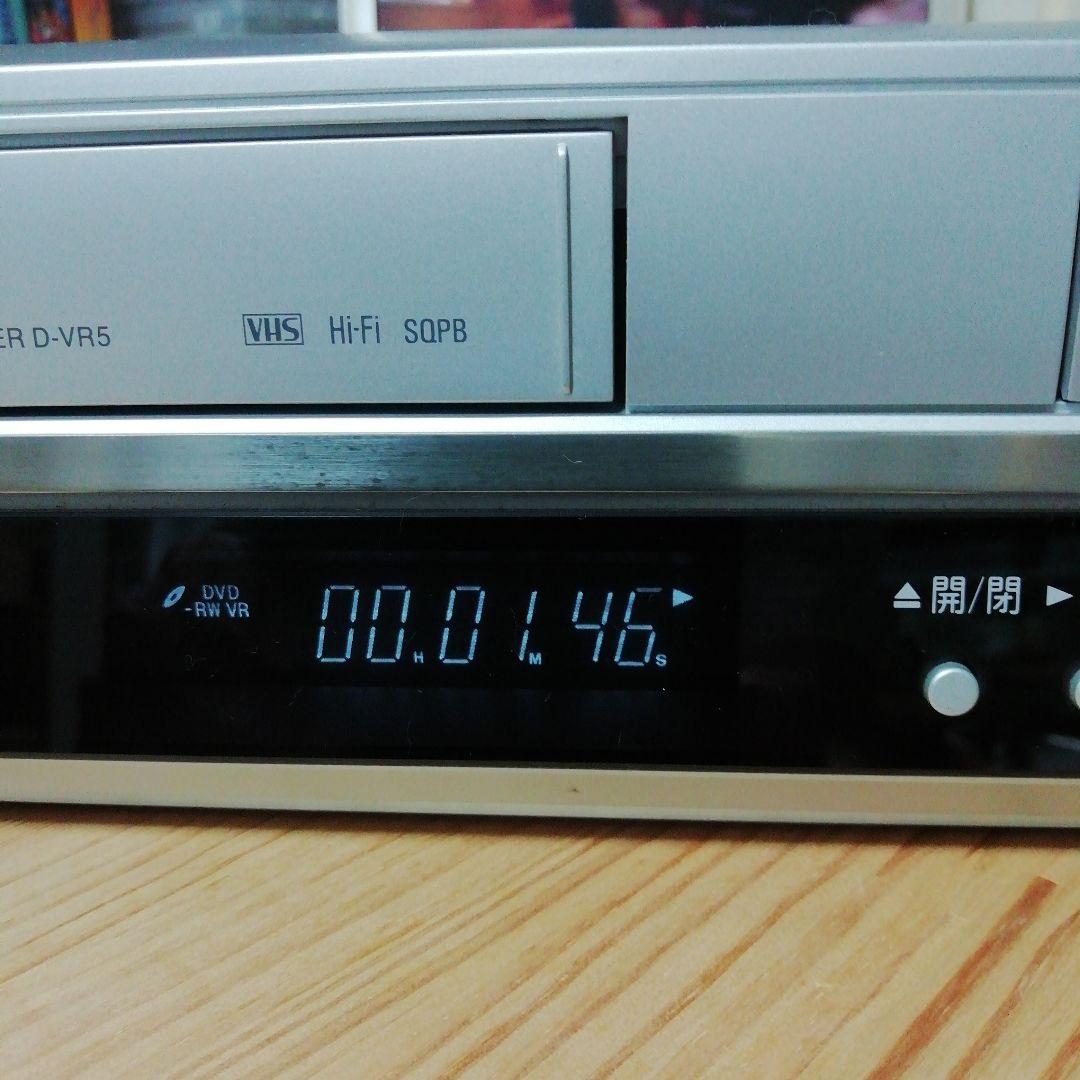 ER D-VR5 VHS Hi-Fi SQPB
DVD
-RW VR
00H01M46S
開/閉